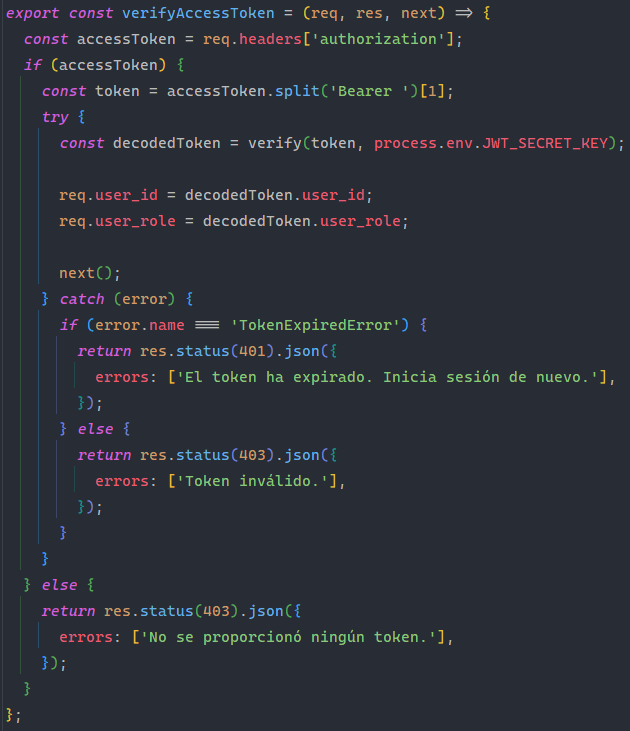 export const verifyAccessToken = (req, res, next) => {
  const accessToken = req.headers['authorization'];
  if (accessToken) {
    const token = accessToken.split('Bearer ')[1];
    try {
      const decodedToken = verify(token, process.env.JWT_SECRET_KEY);

      req.user_id = decodedToken.user_id;
      req.user_role = decodedToken.user_role;

      next();
    } catch (error) {
      if (error.name === 'TokenExpiredError') {
        return res.status(401).json({
          errors: ['El token ha expirado. Inicia sesión de nuevo.'],
        });
      } else {
        return res.status(403).json({
          errors: ['Token inválido.'],
        });
      }
    }
  } else {
    return res.status(403).json({
      errors: ['No se proporcionó ningún token.'],
    });
  }
};